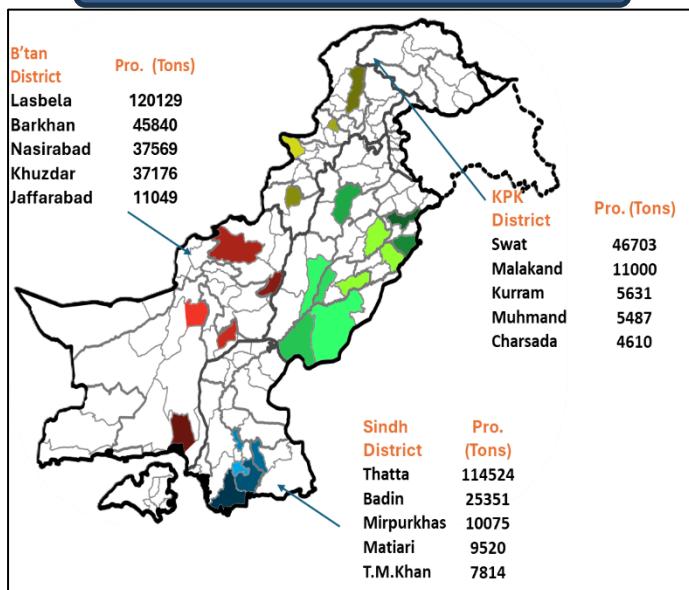 B'tan
District Pro. (Tons)
Lasbela 120129
Barkhan 45840
Nasirabad 37569
Khuzdar 37176
Jaffarabad 11049
KPK
District Pro. (Tons)
Swat 46703
Malakand 11000
Kurram 5631
Muhmand 5487
Charsada 4610
Sindh Pro.
District (Tons)
Thatta 114524
Badin 25351
Mirpurkhas 10075
Matiari 9520
T.M.Khan 7814